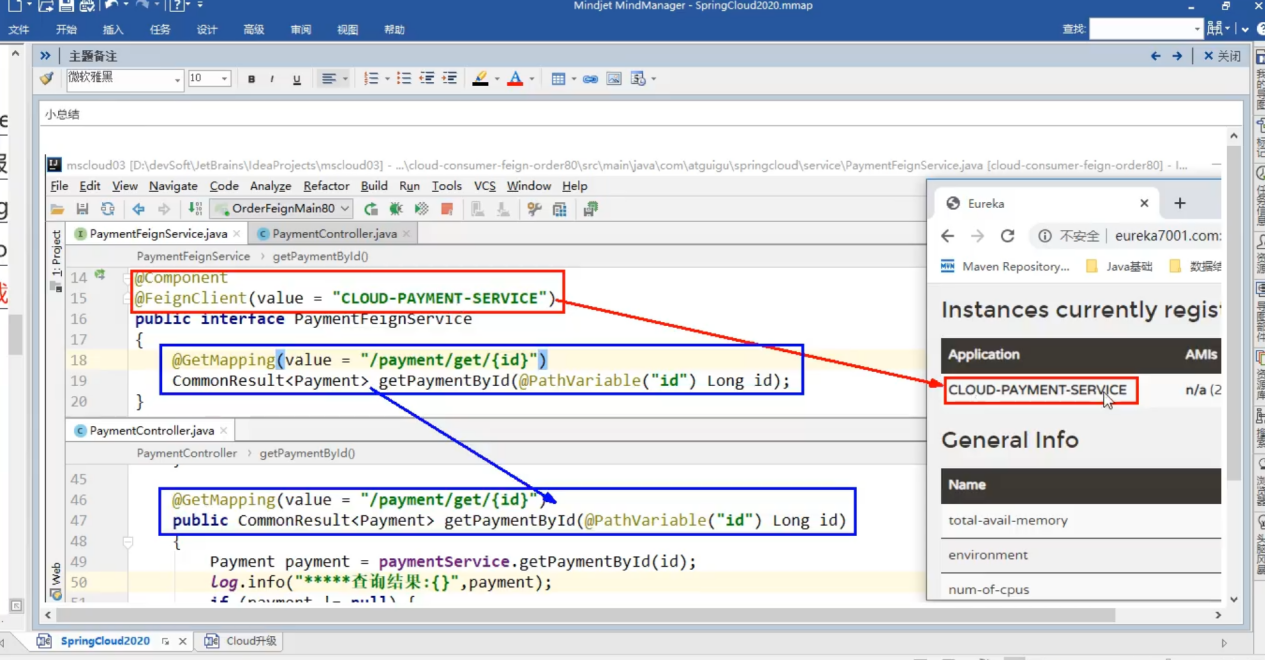 Mindjet MindManager - SpringCloud2020.mmap
文件 开始 插入 任务 设计 高级 审阅 视图 帮助 查找:
主题备注 关闭
微软雅黑 10 B I U A
小总结
mscloud03 [D:\devSoft\JetBrains\IdeaProjects\mscloud03] - ...\cloud-consumer-feign-order80\src\main\java\com\atguigu\springcloud\service\PaymentFeignService.java [cloud-consumer-feign-order80] - I...
File Edit View Navigate Code Analyze Refactor Build Run Tools VCS Window Help
OrderFeignMain80
PaymentFeignService.java PaymentController.java
PaymentFeignService › getPaymentById()
1: Project
14 @Component
15 @FeignClient(value = "CLOUD-PAYMENT-SERVICE")
16 public interface PaymentFeignService
17 {
18 @GetMapping(value = "/payment/get/{id}")
19 CommonResult<Payment> getPaymentById(@PathVariable("id") Long id);
20 }
PaymentController.java
PaymentController › getPaymentById()
45
46 @GetMapping(value = "/payment/get/{id}")
47 public CommonResult<Payment> getPaymentById(@PathVariable("id") Long id)
48 {
49 Payment payment = paymentService.getPaymentById(id);
50 log.info("*****查询结果:{}",payment);
51 if (payment != null) {
Web
Eureka
不安全 | eureka7001.com:
Maven Repository... Java基础 数据结
Instances currently regist
Application AMIs
CLOUD-PAYMENT-SERVICE n/a (2
General Info
Name
total-avail-memory
environment
num-of-cpus
SpringCloud2020 Cloud升级